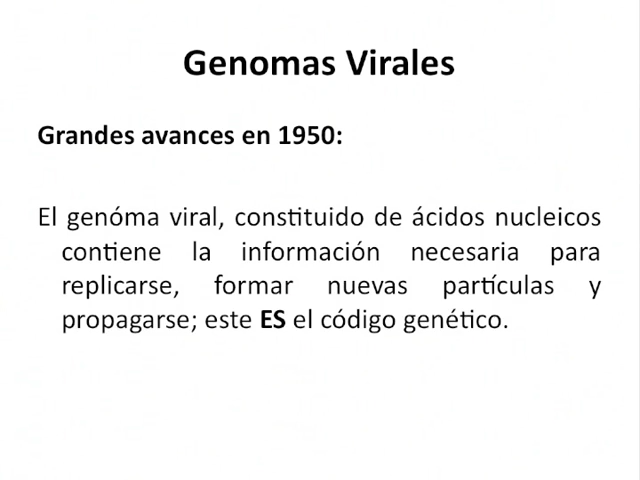 Genomas Virales
Grandes avances en 1950:
El genóma viral, constituido de ácidos nucleicos
contiene la información necesaria para
replicarse, formar nuevas partículas y
propagarse; este ES el código genético.